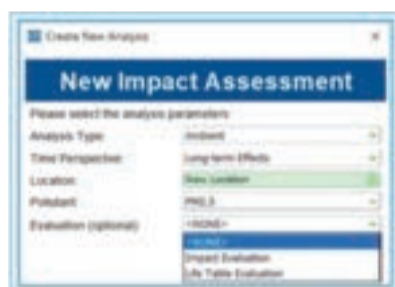 Create New Analysis
New Impact Assessment
Please select the analysis parameters
Analysis Type Ambient
Time Perspective Long-term Effects
Location New Location
Pollutant PM2.5
Evaluation (optional) <NONE>
<NONE>
Impact Evaluation
Life Table Evaluation